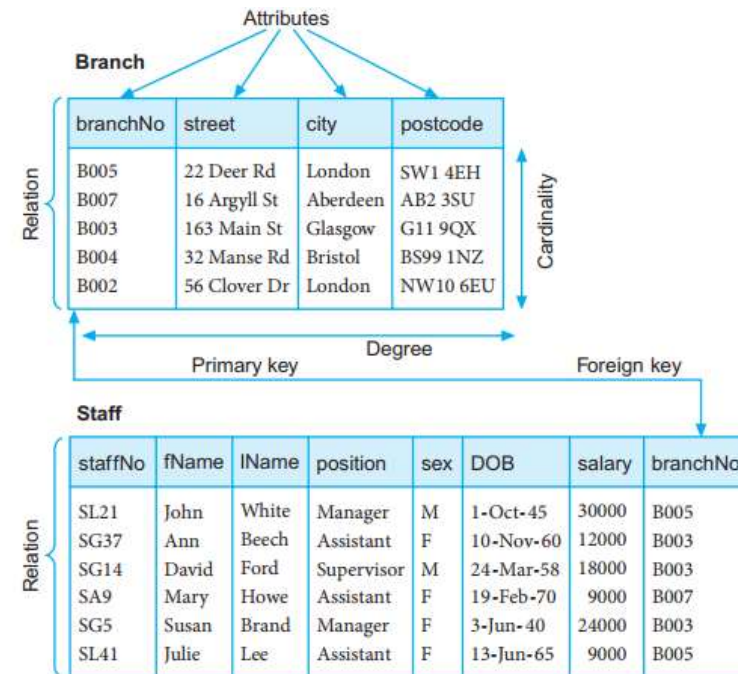 Attributes
Branch
branchNo street city postcode
B005 22 Deer Rd London SW1 4EH
B007 16 Argyll St Aberdeen AB2 3SU
B003 163 Main St Glasgow G11 9QX
B004 32 Manse Rd Bristol BS99 1NZ
B002 56 Clover Dr London NW10 6EU
Relation
Cardinality
Degree
Primary key Foreign key
Staff
staffNo fName lName position sex DOB salary branchNo
SL21 John White Manager M 1-Oct-45 30000 B005
SG37 Ann Beech Assistant F 10-Nov-60 12000 B003
SG14 David Ford Supervisor M 24-Mar-58 18000 B003
SA9 Mary Howe Assistant F 19-Feb-70 9000 B007
SG5 Susan Brand Manager F 3-Jun-40 24000 B003
SL41 Julie Lee Assistant F 13-Jun-65 9000 B005
Relation